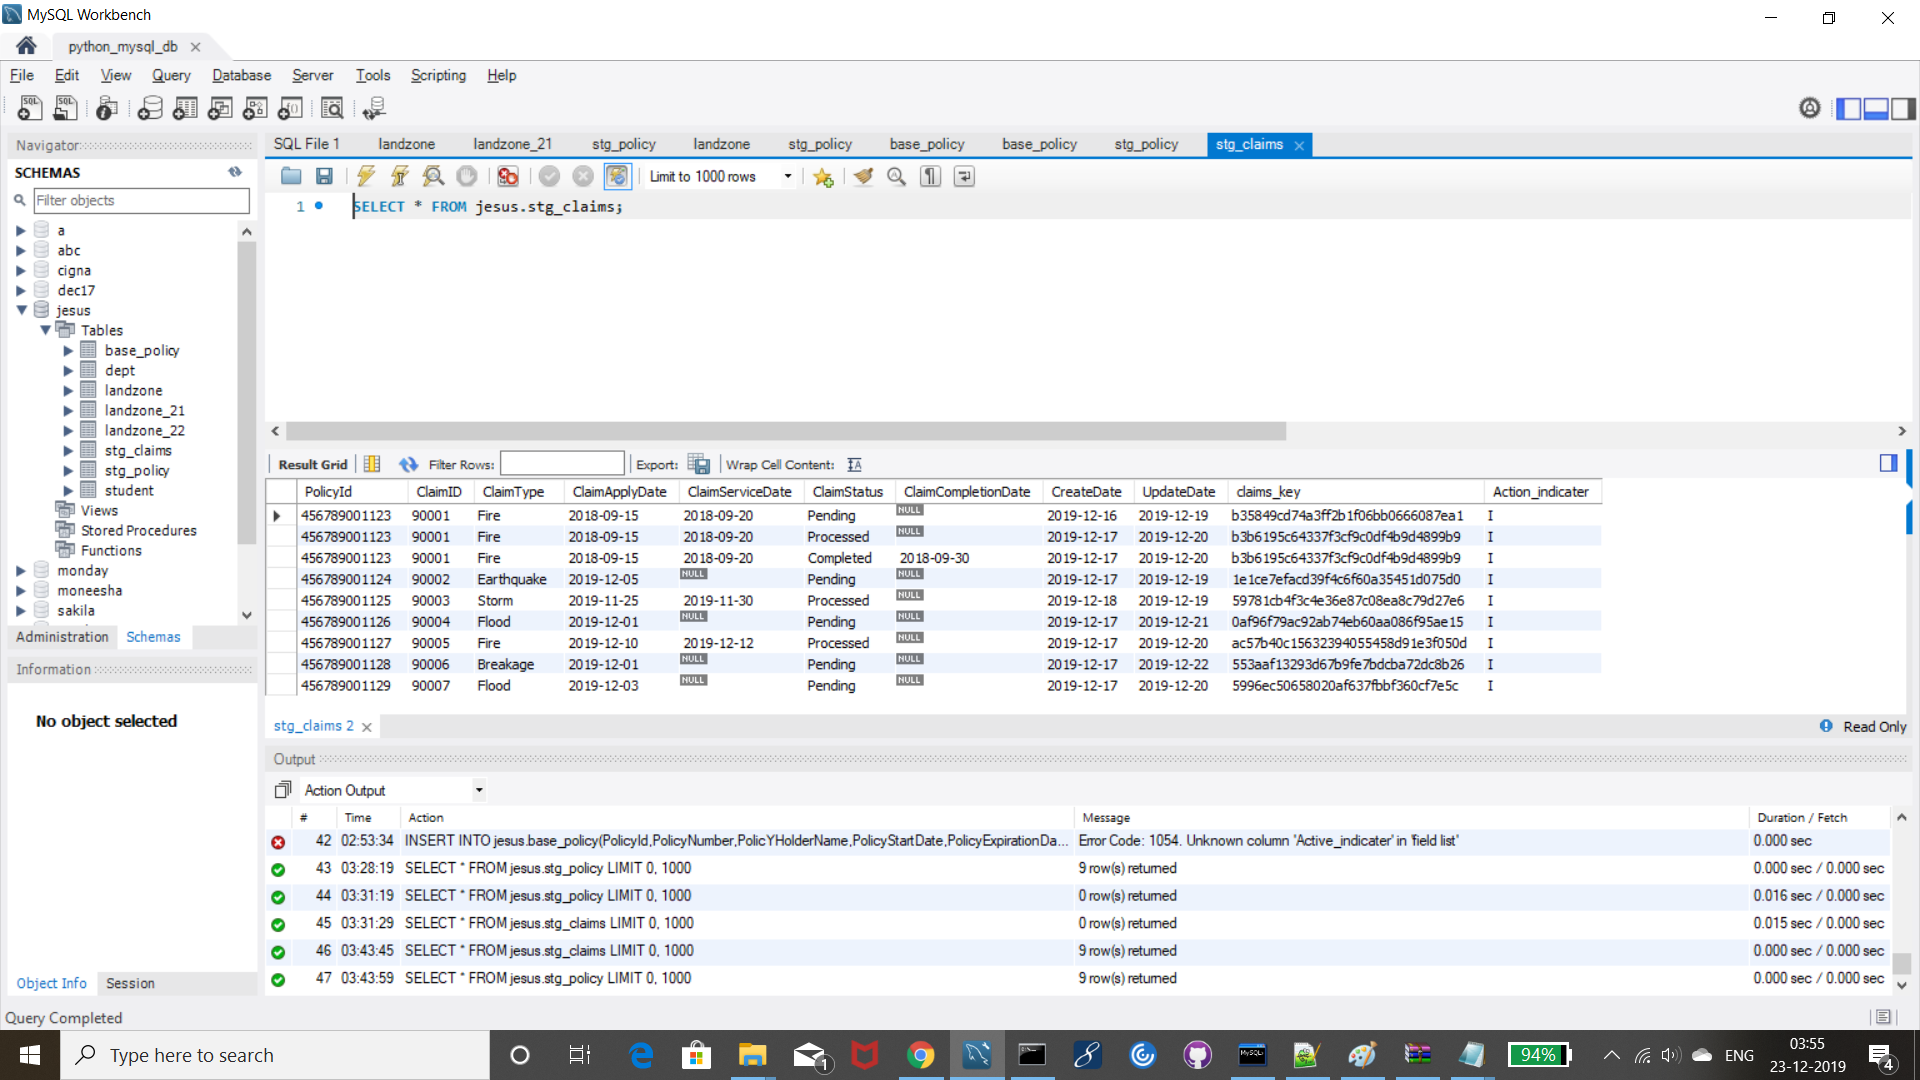 MySQL Workbench
python_mysql_db
File Edit View Query Database Server Tools Scripting Help
Navigator
SCHEMAS
Filter objects
a
abc
cigna
dec17
jesus
Tables
base_policy
dept
landzone
landzone_21
landzone_22
stg_claims
stg_policy
student
Views
Stored Procedures
Functions
monday
moneesha
sakila
Administration Schemas
Information
No object selected
Object Info Session
SQL File 1 landzone landzone_21 stg_policy landzone stg_policy base_policy base_policy stg_policy stg_claims
Limit to 1000 rows
1 SELECT * FROM jesus.stg_claims;
Result Grid Filter Rows: Export: Wrap Cell Content:
PolicyId ClaimID ClaimType ClaimApplyDate ClaimServiceDate ClaimStatus ClaimCompletionDate CreateDate UpdateDate claims_key Action_indicater
456789001123 90001 Fire 2018-09-15 2018-09-20 Pending NULL 2019-12-16 2019-12-19 b35849cd74a3ff2b1f06bb0666087ea1 I
456789001123 90001 Fire 2018-09-15 2018-09-20 Processed NULL 2019-12-17 2019-12-20 b3b6195c64337f3cf9c0df4b9d4899b9 I
456789001123 90001 Fire 2018-09-15 2018-09-20 Completed 2018-09-30 2019-12-17 2019-12-20 b3b6195c64337f3cf9c0df4b9d4899b9 I
456789001124 90002 Earthquake 2019-12-05 NULL Pending NULL 2019-12-17 2019-12-19 1e1ce7efacd39f4c6f60a35451d075d0 I
456789001125 90003 Storm 2019-11-25 2019-11-30 Processed NULL 2019-12-18 2019-12-19 59781cb4f3c4e36e87c08ea8c79d27e6 I
456789001126 90004 Flood 2019-12-01 NULL Pending NULL 2019-12-17 2019-12-21 0af96f79ac92ab74eb60aa086f95ae15 I
456789001127 90005 Fire 2019-12-10 2019-12-12 Processed NULL 2019-12-17 2019-12-20 ac57b40c15632394055458d91e3f050d I
456789001128 90006 Breakage 2019-12-01 NULL Pending NULL 2019-12-17 2019-12-22 553aaf13293d67b9fe7bdcba72dc8b26 I
456789001129 90007 Flood 2019-12-03 NULL Pending NULL 2019-12-17 2019-12-20 5996ec50658020af637fbbf360cf7e5c I
stg_claims 2 Read Only
Output
Action Output
# Time Action Message Duration / Fetch
42 02:53:34 INSERT INTO jesus.base_policy(PolicyId,PolicyNumber,PolicYHolderName,PolicyStartDate,PolicyExpirationDa... Error Code: 1054. Unknown column 'Active_indicater' in 'field list' 0.000 sec
43 03:28:19 SELECT * FROM jesus.stg_policy LIMIT 0, 1000 9 row(s) returned 0.000 sec / 0.000 sec
44 03:31:19 SELECT * FROM jesus.stg_policy LIMIT 0, 1000 0 row(s) returned 0.016 sec / 0.000 sec
45 03:31:29 SELECT * FROM jesus.stg_claims LIMIT 0, 1000 0 row(s) returned 0.015 sec / 0.000 sec
46 03:43:45 SELECT * FROM jesus.stg_claims LIMIT 0, 1000 9 row(s) returned 0.000 sec / 0.000 sec
47 03:43:59 SELECT * FROM jesus.stg_policy LIMIT 0, 1000 9 row(s) returned 0.000 sec / 0.000 sec
Query Completed
Type here to search
1
94%
ENG
03:55
23-12-2019
4